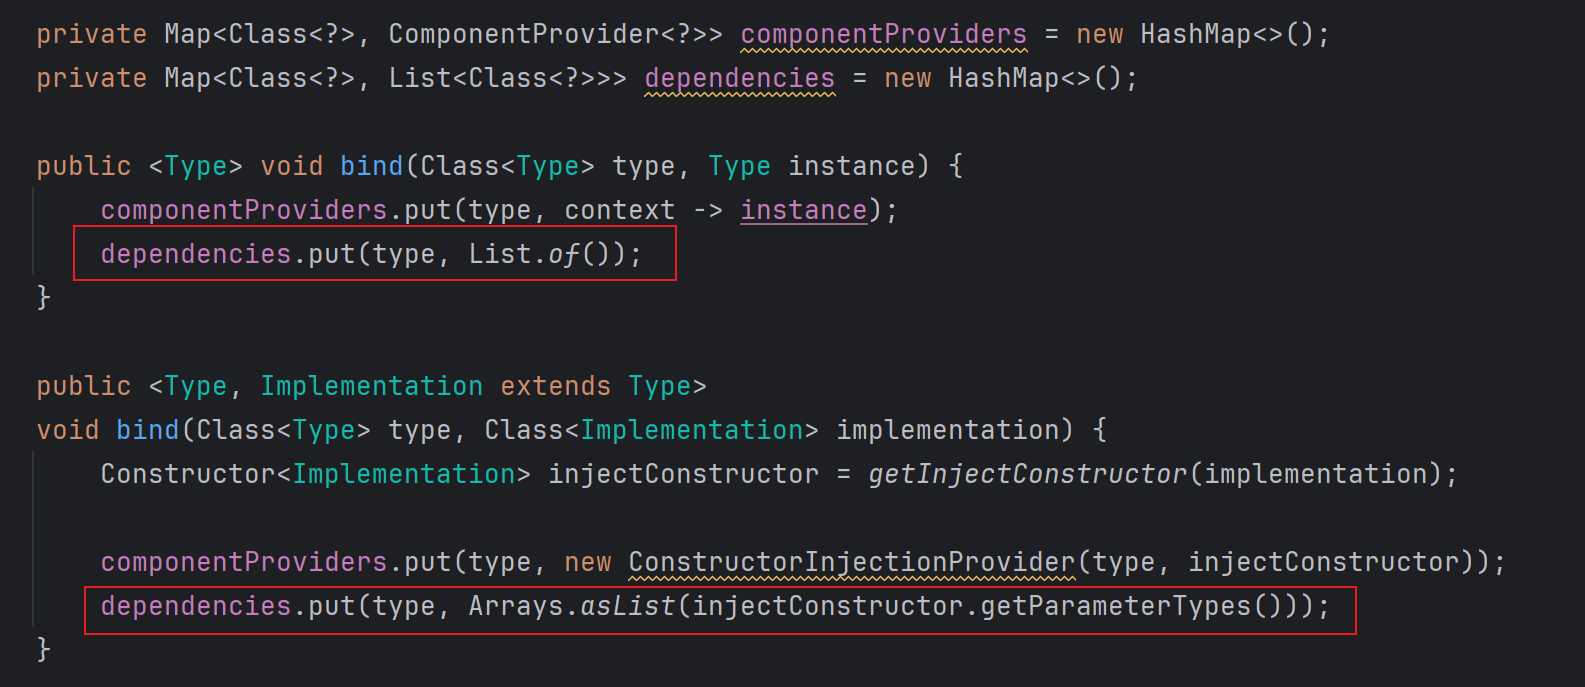 private Map<Class<?>, ComponentProvider<?>> componentProviders = new HashMap<>();
private Map<Class<?>, List<Class<?>>> dependencies = new HashMap<>();
public <Type> void bind(Class<Type> type, Type instance) {
componentProviders.put(type, context -> instance);
dependencies.put(type, List.of());
}
public <Type, Implementation extends Type>
void bind(Class<Type> type, Class<Implementation> implementation) {
Constructor<Implementation> injectConstructor = getInjectConstructor(implementation);
componentProviders.put(type, new ConstructorInjectionProvider(type, injectConstructor));
dependencies.put(type, Arrays.asList(injectConstructor.getParameterTypes()));
}